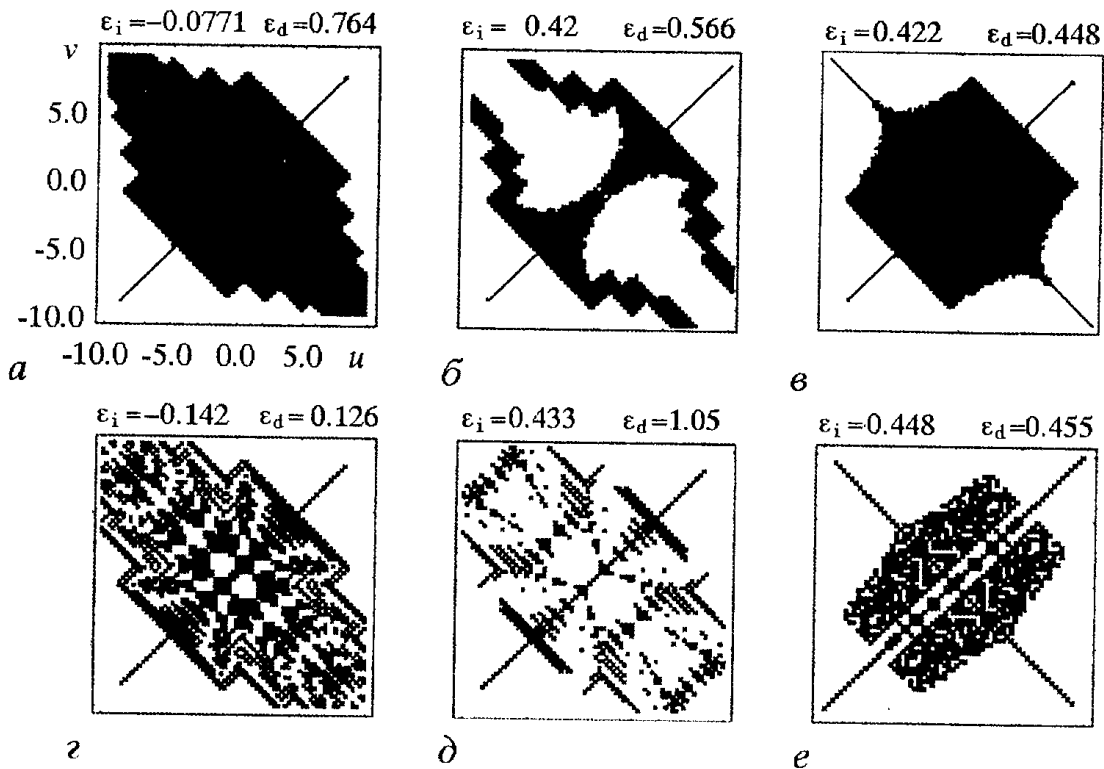 εi=−0.0771 εd=0.764
εi= 0.42 εd=0.566
εi=0.422 εd=0.448
v
5.0
0.0
-5.0
-10.0
-10.0 -5.0 0.0 5.0 u
а
б
в
εi=−0.142 εd=0.126
εi=0.433 εd=1.05
εi=0.448 εd=0.455
г
д
е